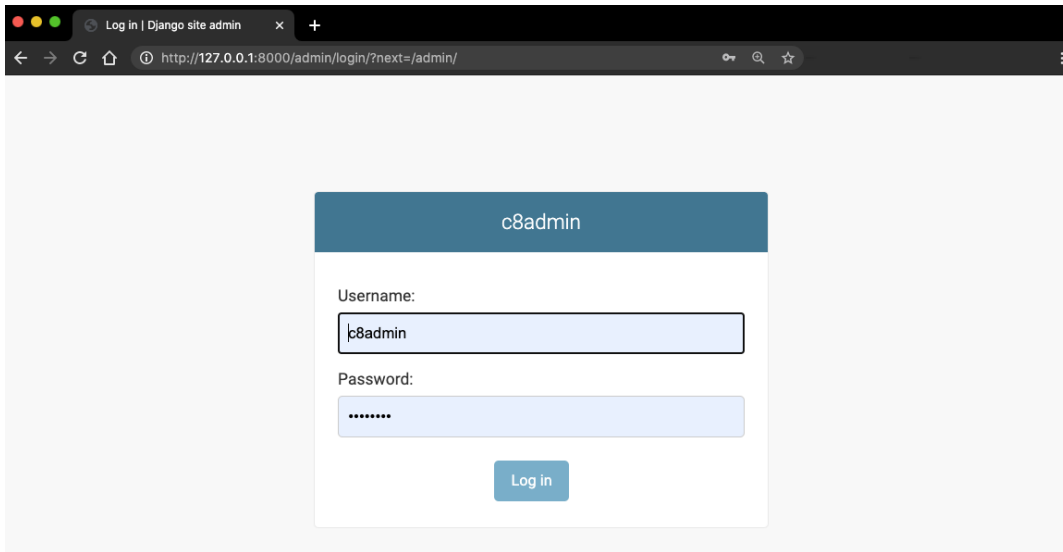 Log in | Django site admin
http://127.0.0.1:8000/admin/login/?next=/admin/
c8admin
Username:
c8admin
Password:
••••••••
Log in